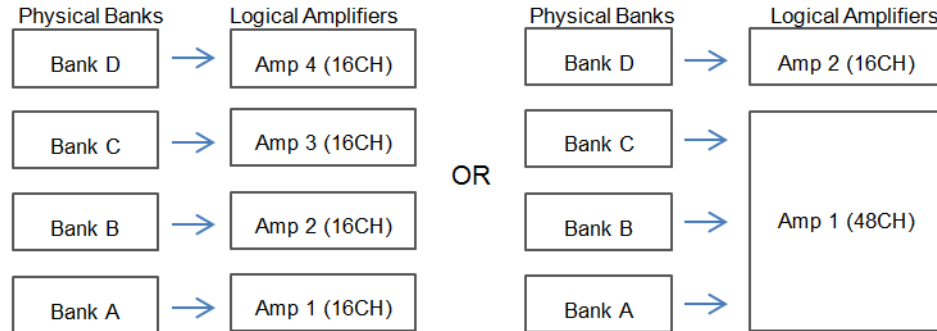 Physical Banks Logical Amplifiers
Bank D Amp 4 (16CH)
Bank C Amp 3 (16CH)
Bank B Amp 2 (16CH)
Bank A Amp 1 (16CH)
OR
Physical Banks Logical Amplifiers
Bank D Amp 2 (16CH)
Bank C
Bank B Amp 1 (48CH)
Bank A